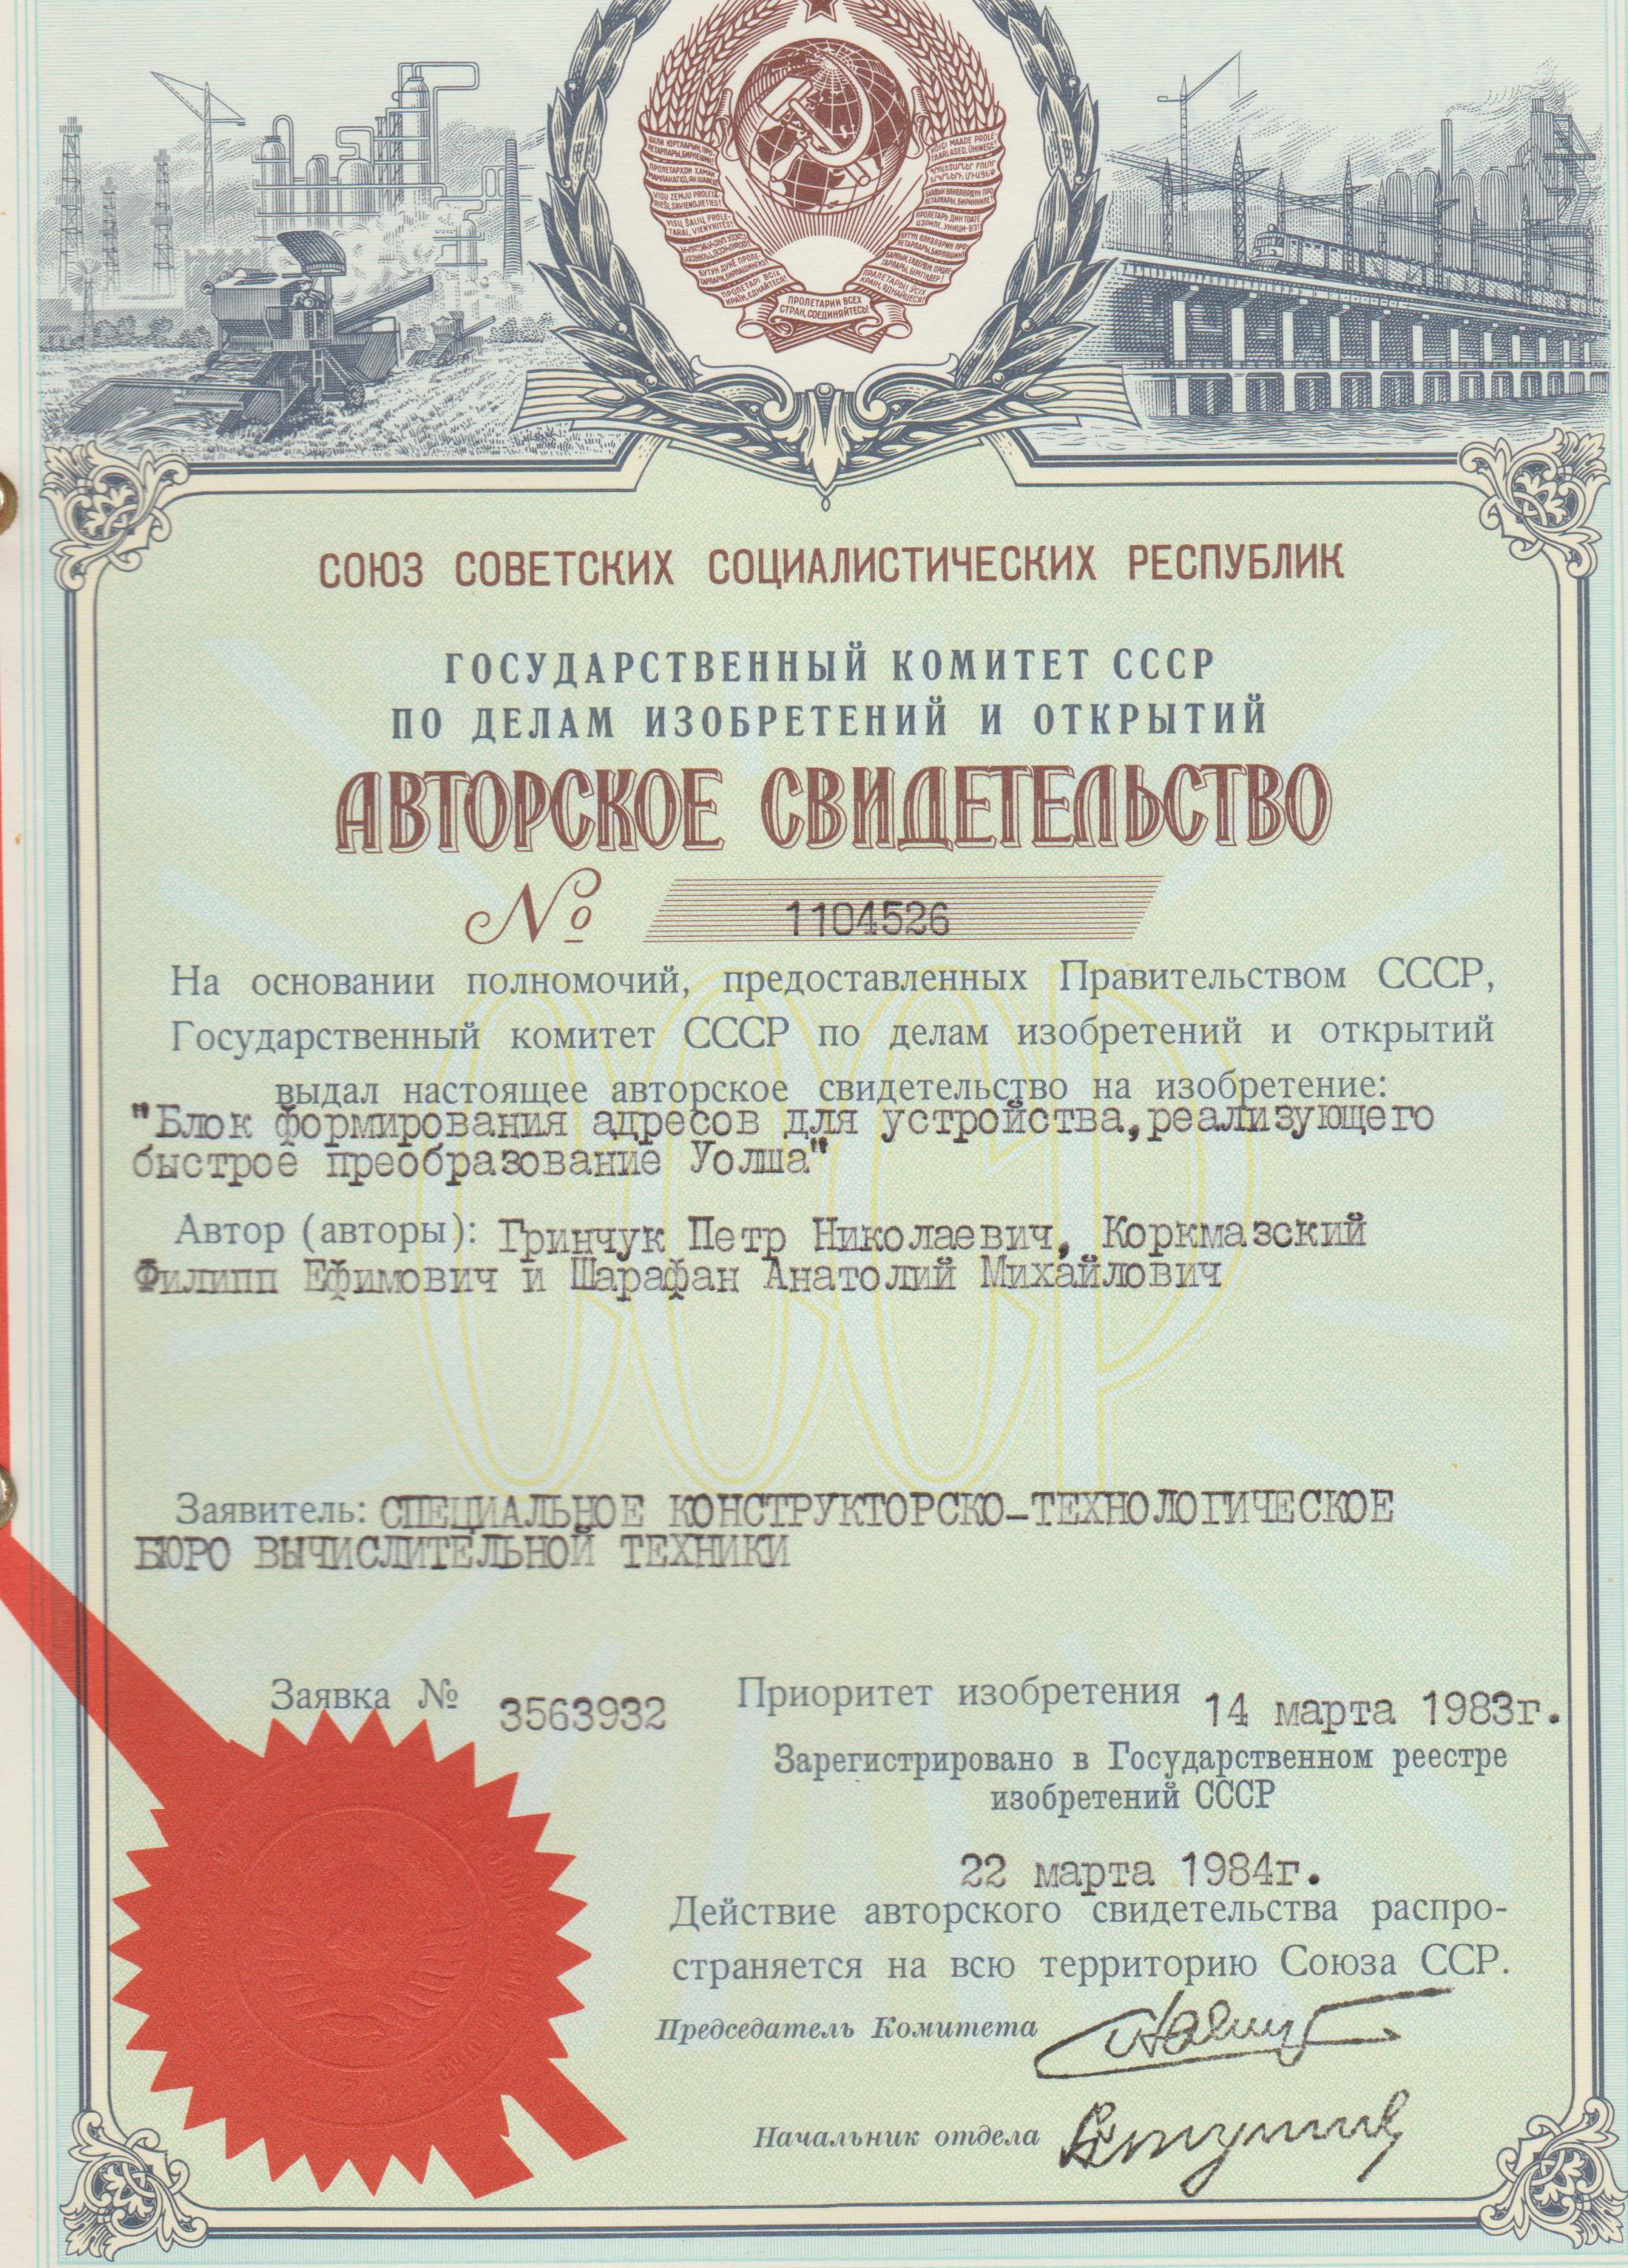 ПРОЛЕТАРИИ ВСЕХ
СТРАН, СОЕДИНЯЙТЕСЬ!
СОЮЗ СОВЕТСКИХ СОЦИАЛИСТИЧЕСКИХ РЕСПУБЛИК
ГОСУДАРСТВЕННЫЙ КОМИТЕТ СССР
ПО ДЕЛАМ ИЗОБРЕТЕНИЙ И ОТКРЫТИЙ
АВТОРСКОЕ СВИДЕТЕЛЬСТВО
№ 1104526
На основании полномочий, предоставленных Правительством СССР,
Государственный комитет СССР по делам изобретений и открытий
выдал настоящее авторское свидетельство на изобретение:
"Блок формирования адресов для устройства,реализующего
быстрое преобразование Уолша"
Автор (авторы): Гринчук Петр Николаевич, Коркмазский
Филипп Ефимович и Шарафан Анатолий Михайлович
СССР
Заявитель: СПЕЦИАЛЬНОЕ КОНСТРУКТОРСКО-ТЕХНОЛОГИЧЕСКОЕ
БЮРО ВЫЧИСЛИТЕЛЬНОЙ ТЕХНИКИ
Заявка № 3563932 Приоритет изобретения 14 марта 1983г.
Зарегистрировано в Государственном реестре
изобретений СССР
22 марта 1984г.
Действие авторского свидетельства распро-
страняется на всю территорию Союза ССР.
Председатель Комитета
Начальник отдела